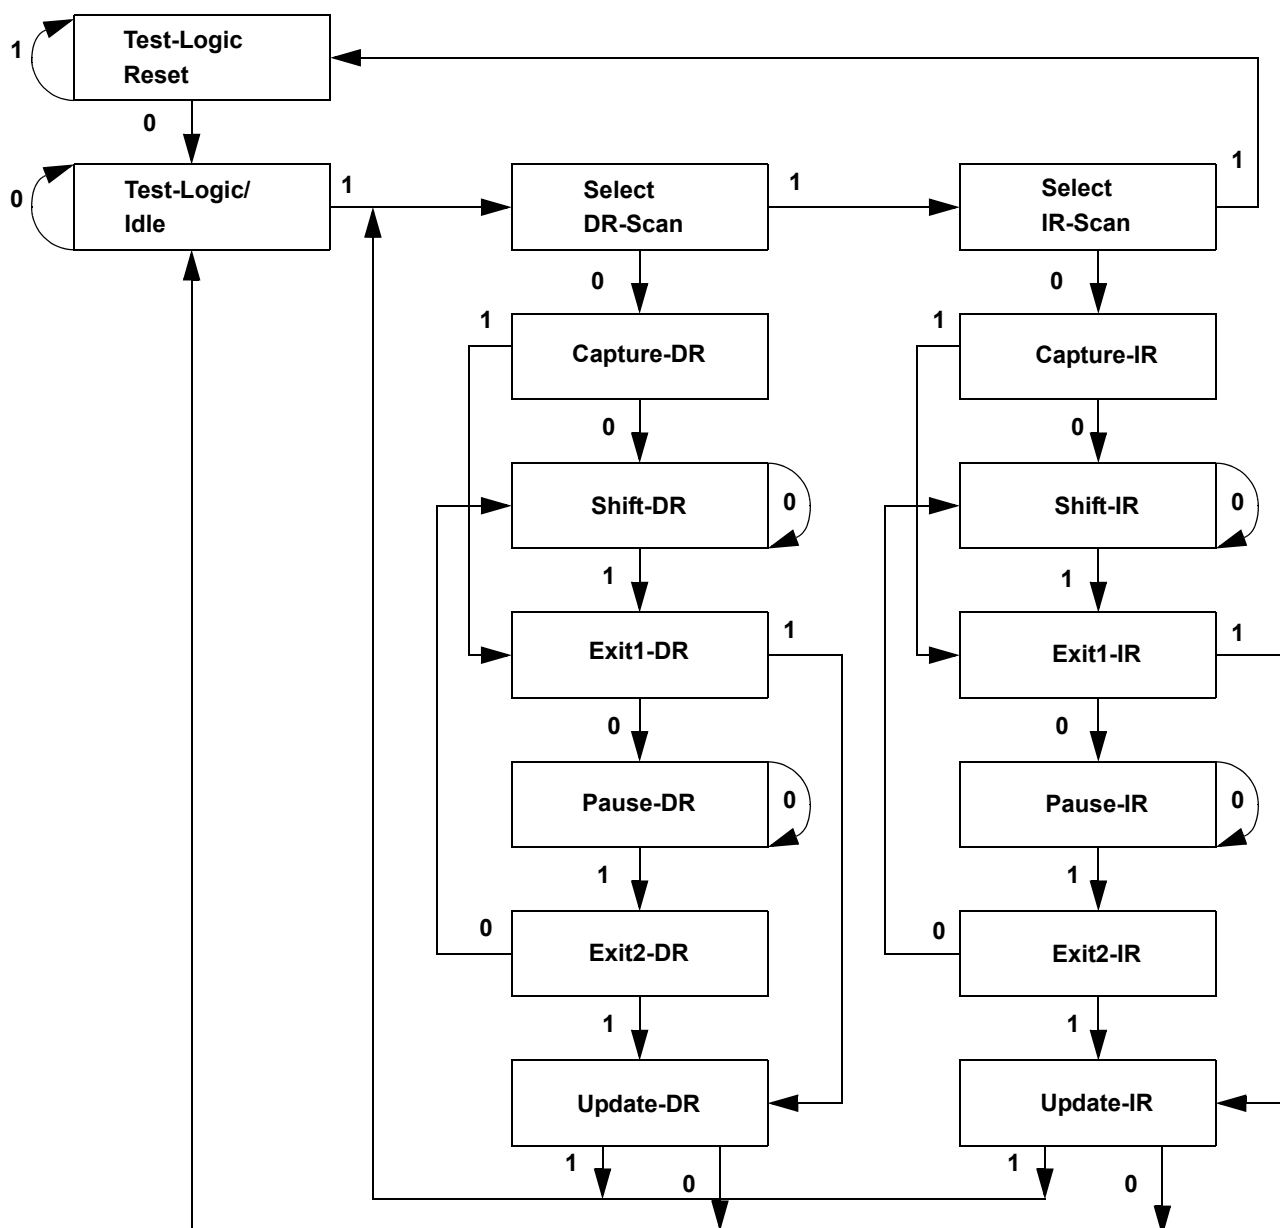 1
Test-Logic
Reset
0
0
Test-Logic/
Idle
1
Select
DR-Scan
1
Select
IR-Scan
1
0
0
1
Capture-DR
1
Capture-IR
0
0
Shift-DR
0
Shift-IR
0
1
1
Exit1-DR
1
Exit1-IR
1
0
0
Pause-DR
0
Pause-IR
0
1
1
0
Exit2-DR
0
Exit2-IR
1
1
Update-DR
Update-IR
1
0
1
0